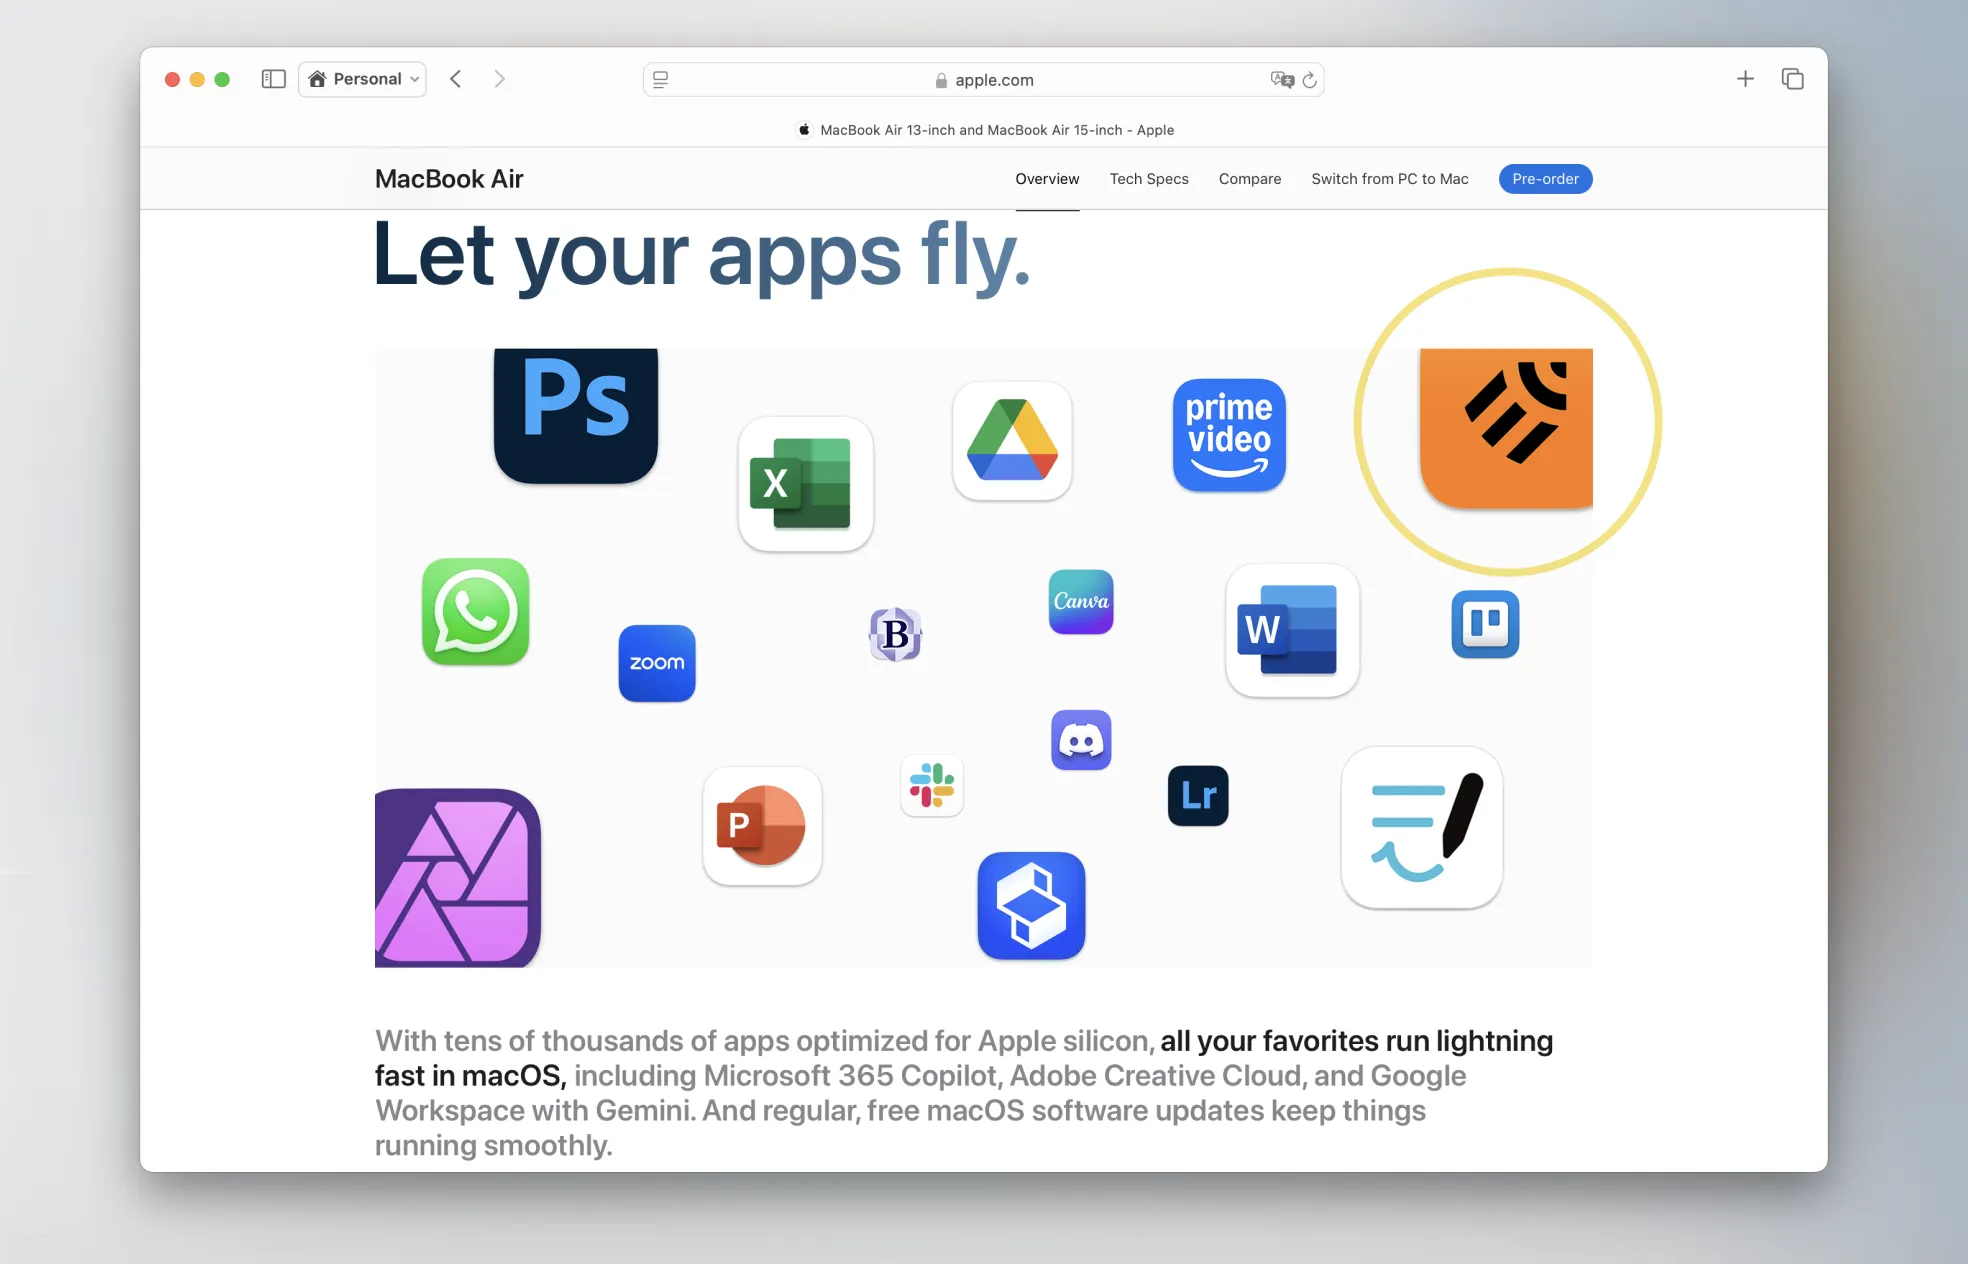 Personal
apple.com
MacBook Air 13-inch and MacBook Air 15-inch - Apple
MacBook Air
Overview
Tech Specs
Compare
Switch from PC to Mac
Pre-order
Let your apps fly.
Ps
X
prime
video
zoom
B
Canva
W
P
Lr
With tens of thousands of apps optimized for Apple silicon, all your favorites run lightning
fast in macOS, including Microsoft 365 Copilot, Adobe Creative Cloud, and Google
Workspace with Gemini. And regular, free macOS software updates keep things
running smoothly.